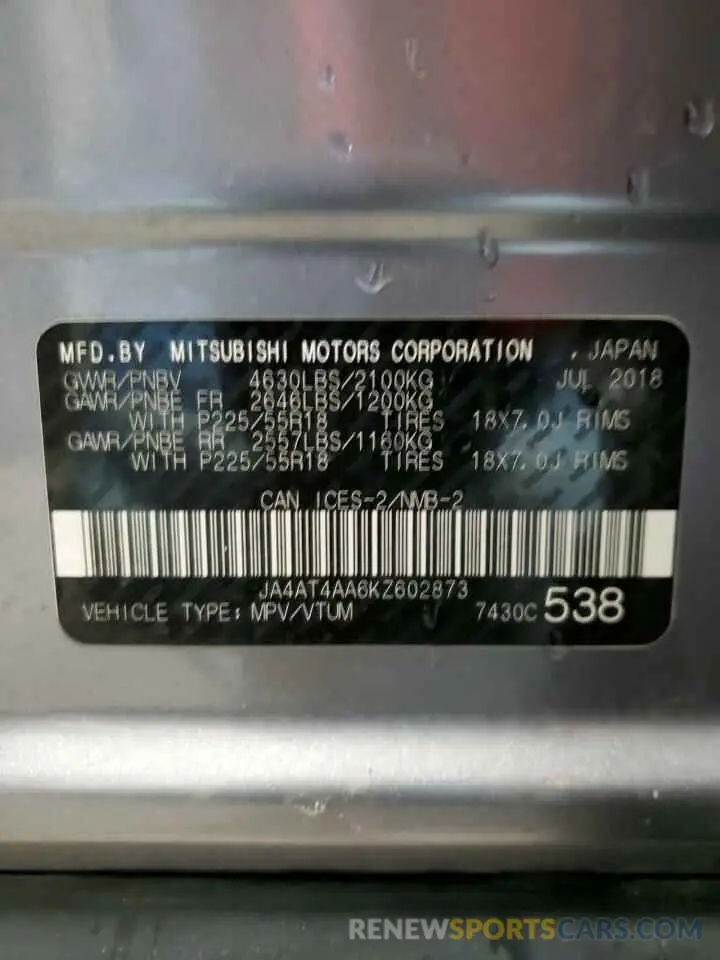 MFD.BY MITSUBISHI MOTORS CORPORATION , JAPAN
GVWR/PNBV 4630LBS/2100KG JUL 2018
GAWR/PNBE FR 2646LBS/1200KG
WITH P225/55R18 TIRES 18X7.0J RIMS
GAWR/PNBE RR 2557LBS/1160KG
WITH P225/55R18 TIRES 18X7.0J RIMS
CAN ICES-2/NMB-2
JA4AT4AA6KZ602873
VEHICLE TYPE: MPV/VTUM 7430C 538
RENEWSPORTSCARS.COM